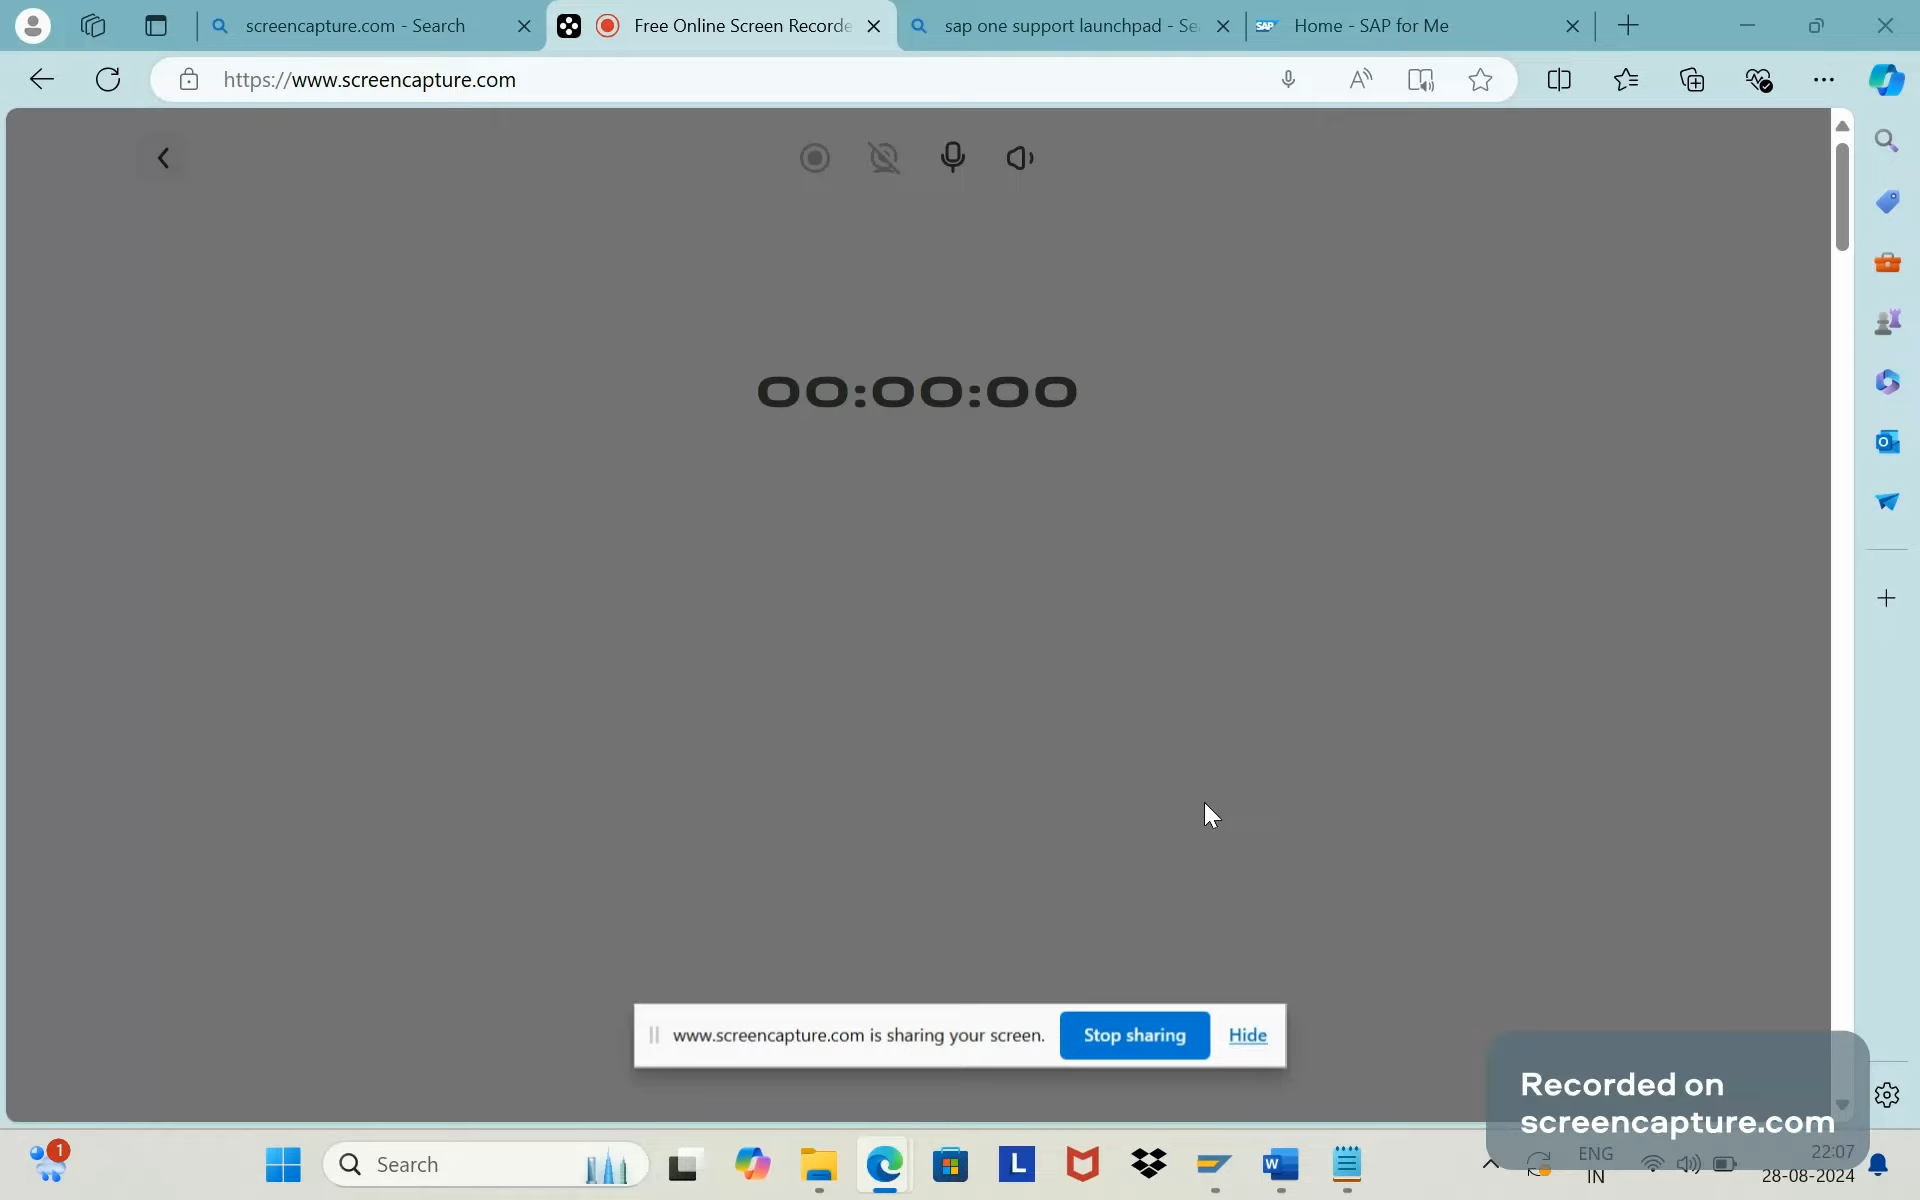 screencapture.com - Search
Free Online Screen Recorde
sap one support launchpad - Se
SAP
Home - SAP for Me
https://www.screencapture.com
00:00:00
www.screencapture.com is sharing your screen.
Stop sharing
Hide
Recorded on
screencapture.com
1
Search
L
W
ENG
IN
22:07
28-08-2024